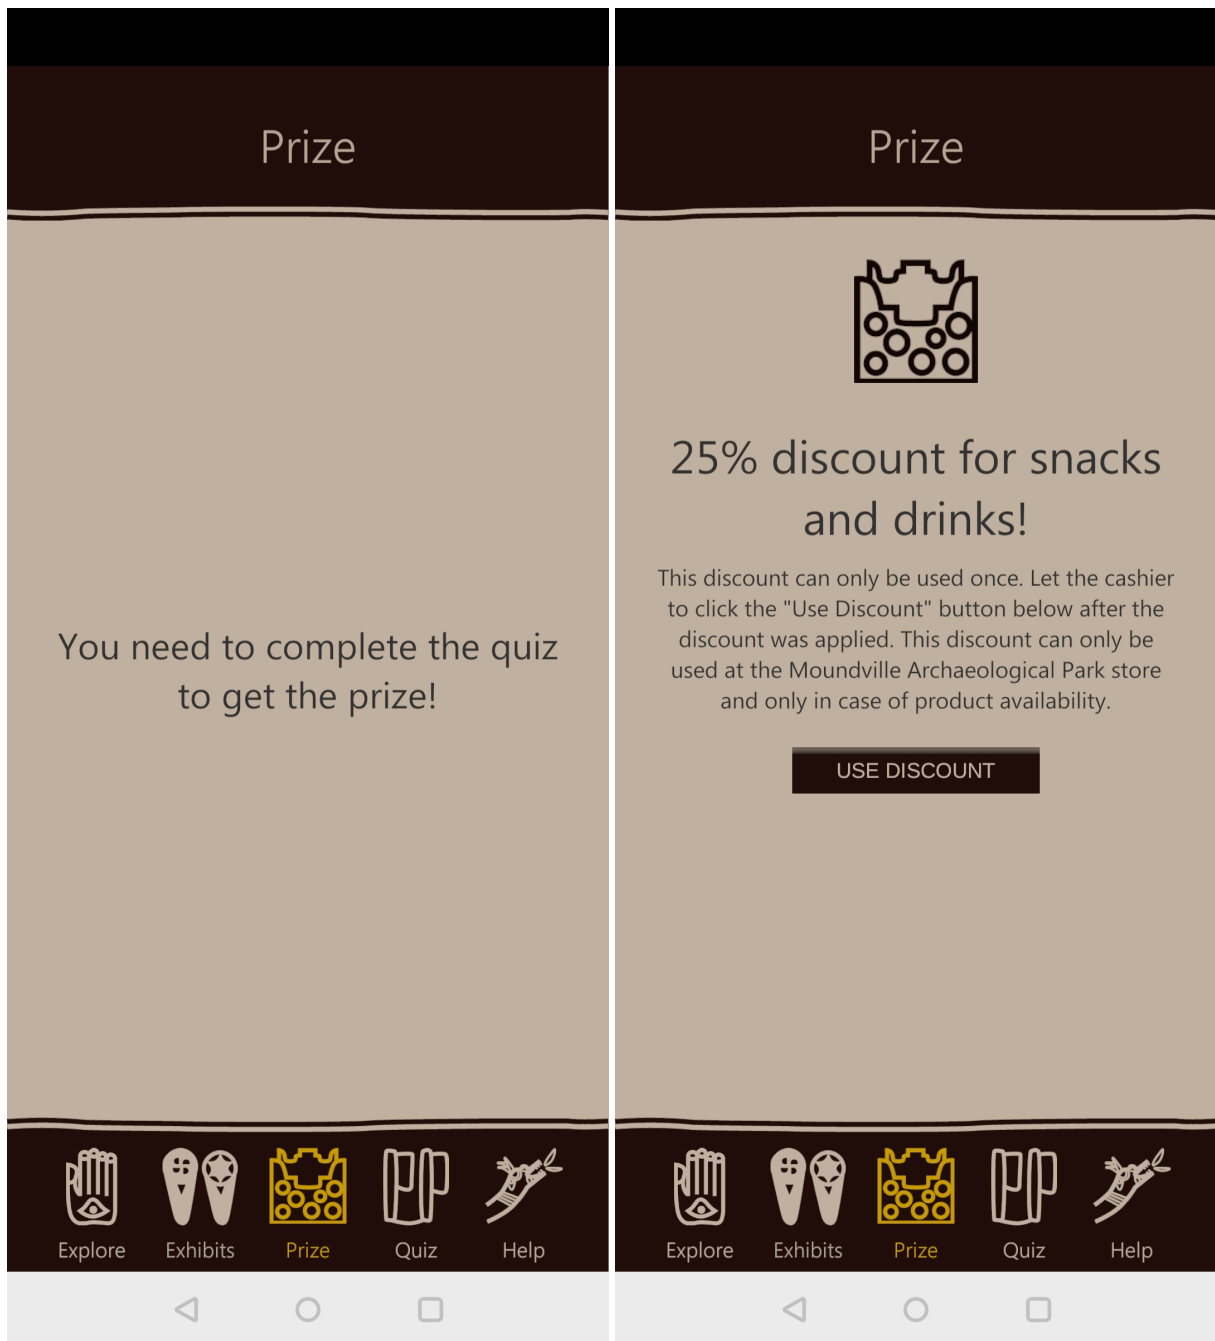 Prize
You need to complete the quiz
to get the prize!
Explore
Exhibits
Prize
Quiz
Help
Prize
25% discount for snacks
and drinks!
This discount can only be used once. Let the cashier
to click the "Use Discount" button below after the
discount was applied. This discount can only be
used at the Moundville Archaeological Park store
and only in case of product availability.
USE DISCOUNT
Explore
Exhibits
Prize
Quiz
Help